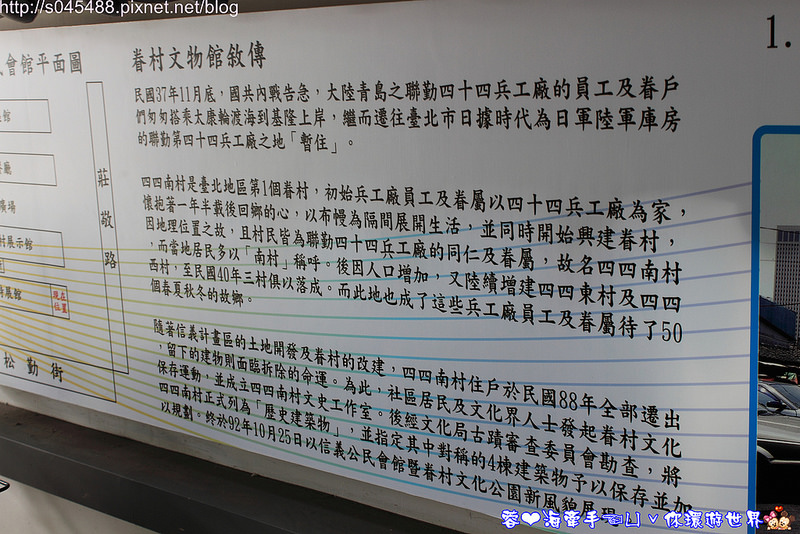 http://s045488.pixnet.net/blog
1.
會館平面圖
館
廳
廣場
村展示館
特展館
現在位置
莊敬路
松勤街
眷村文物館敘傳
民國37年11月底，國共內戰告急，大陸青島之聯勤四十四兵工廠的員工及眷戶
們匆匆搭乘太康輪渡海到基隆上岸，繼而遷往臺北市日據時代為日軍陸軍庫房
的聯勤第四十四兵工廠之地「暫住」。
四四南村是臺北地區第1個眷村，初始兵工廠員工及眷屬以四十四兵工廠為家，
懷抱著一年半載後回鄉的心，以布幔為隔間展開生活，並同時開始興建眷村，
因地理位置之故，且村民皆為聯勤四十四兵工廠的同仁及眷屬，故名四四南村
，而當地居民多以「南村」稱呼。後因人口增加，又陸續增建四四東村及四四
西村，至民國40年三村俱以落成。而此地也成了這些兵工廠員工及眷屬待了50
個春夏秋冬的故鄉。
隨著信義計畫區的土地開發及眷村的改建，四四南村住戶於民國88年全部遷出
，留下的建物則面臨拆除的命運。為此，社區居民及文化界人士發起眷村文化
保存運動，並成立四四南村文史工作室。後經文化局古蹟審查委員會勘查，將
四四南村正式列為「歷史建築物」，並指定其中對稱的4棟建築物予以保存並加
以規劃。終於92年10月25日以信義公民會館暨眷村文化公園新風貌展現
蓉❤海蜜手ㄍㄩˇ你環遊世界